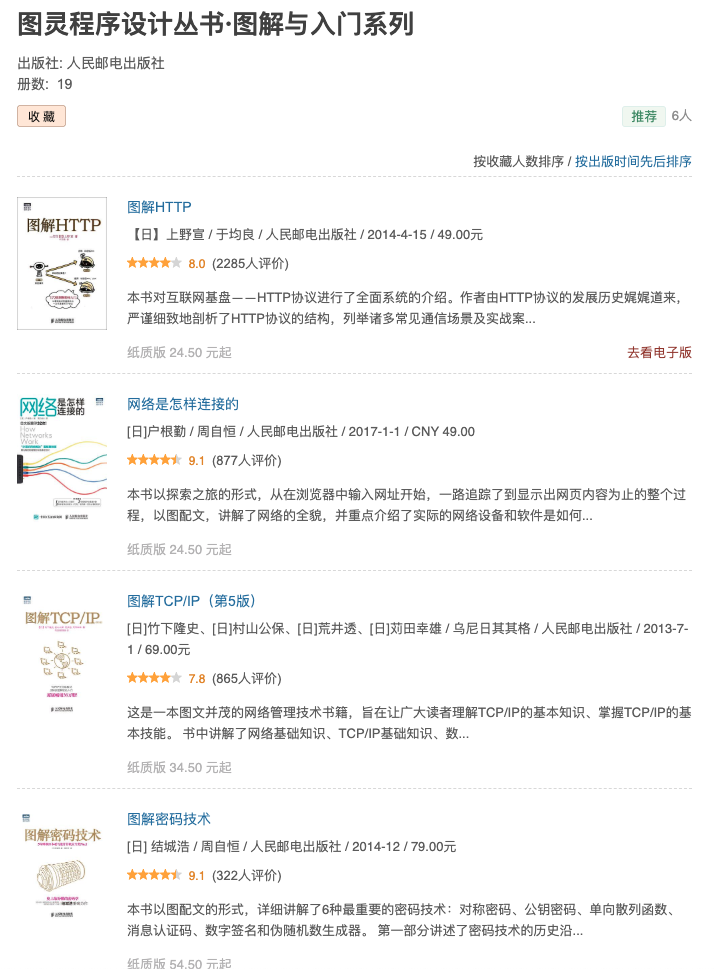 图灵程序设计丛书·图解与入门系列
出版社: 人民邮电出版社
册数: 19
收 藏
推荐 6人
按收藏人数排序 / 按出版时间先后排序
图解HTTP
图解HTTP
【日】上野宣 / 于均良 / 人民邮电出版社 / 2014-4-15 / 49.00元
8.0 (2285人评价)
本书对互联网基盘——HTTP协议进行了全面系统的介绍。作者由HTTP协议的发展历史娓娓道来，
严谨细致地剖析了HTTP协议的结构，列举诸多常见通信场景及实战案...
纸质版 24.50 元起
去看电子版
网络是怎样
连接的
How
Networks
Work
网络是怎样连接的
[日]户根勤 / 周自恒 / 人民邮电出版社 / 2017-1-1 / CNY 49.00
9.1 (877人评价)
本书以探索之旅的形式，从在浏览器中输入网址开始，一路追踪了到显示出网页内容为止的整个过
程，以图配文，讲解了网络的全貌，并重点介绍了实际的网络设备和软件是如何...
纸质版 24.50 元起
图解TCP/IP
图解TCP/IP（第5版）
[日]竹下隆史、[日]村山公保、[日]荒井透、[日]苅田幸雄 / 乌尼日其其格 / 人民邮电出版社 / 2013-7-
1 / 69.00元
7.8 (865人评价)
这是一本图文并茂的网络管理技术书籍，旨在让广大读者理解TCP/IP的基本知识、掌握TCP/IP的基
本技能。 书中讲解了网络基础知识、TCP/IP基础知识、数...
纸质版 34.50 元起
图解密码技术
图解密码技术
[日] 结城浩 / 周自恒 / 人民邮电出版社 / 2014-12 / 79.00元
9.1 (322人评价)
本书以图配文的形式，详细讲解了6种最重要的密码技术：对称密码、公钥密码、单向散列函数、
消息认证码、数字签名和伪随机数生成器。 第一部分讲述了密码技术的历史沿...
纸质版 54.50 元起